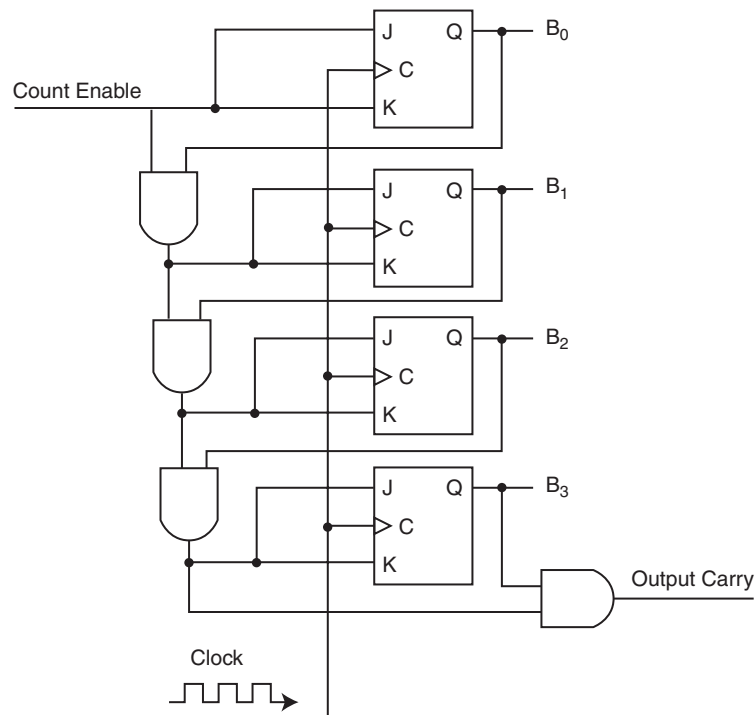 J Q B₀
C
Count Enable
K
J Q B₁
C
K
J Q B₂
C
K
J Q B₃
C
K
Output Carry
Clock